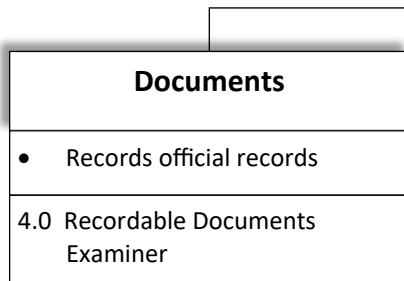 Documents
• Records official records
4.0 Recordable Documents
Examiner